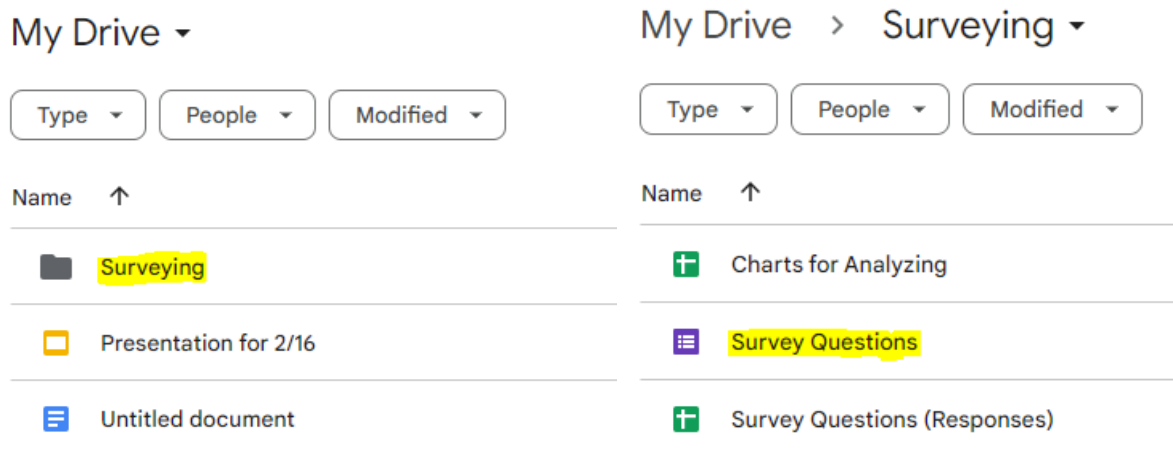 My Drive
Type People Modified
Name
Surveying
Presentation for 2/16
Untitled document
My Drive > Surveying
Type People Modified
Name
Charts for Analyzing
Survey Questions
Survey Questions (Responses)